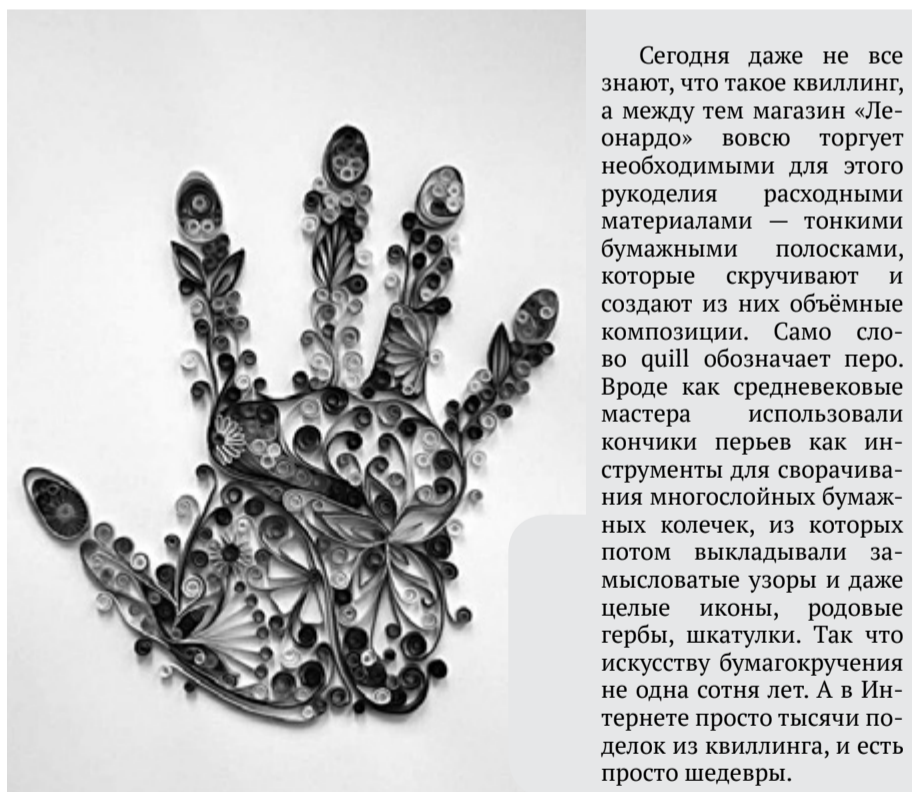 Сегодня даже не все
знают, что такое квиллинг,
а между тем магазин «Ле-
онардо» вовсю торгует
необходимыми для этого
рукоделия расходными
материалами — тонкими
бумажными полосками,
которые скручивают и
создают из них объёмные
композиции. Само сло-
во quill обозначает перо.
Вроде как средневековые
мастера использовали
кончики перьев как ин-
струменты для сворачива-
ния многослойных бумаж-
ных колечек, из которых
потом выкладывали за-
мысловатые узоры и даже
целые иконы, родовые
гербы, шкатулки. Так что
искусству бумагокручения
не одна сотня лет. А в Ин-
тернете просто тысячи по-
делок из квиллинга, и есть
просто шедевры.